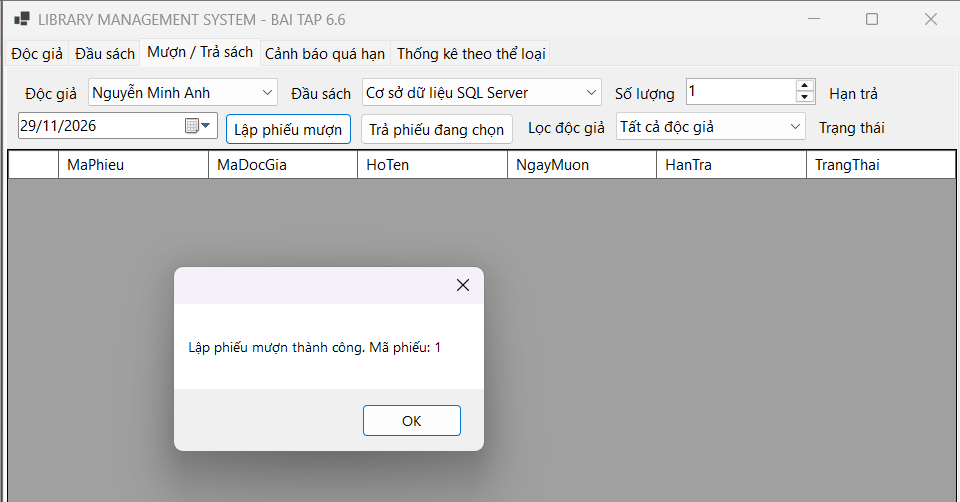 LIBRARY MANAGEMENT SYSTEM - BAI TAP 6.6
Độc giả Đầu sách Mượn / Trả sách Cảnh báo quá hạn Thống kê theo thể loại
Độc giả Nguyễn Minh Anh Đầu sách Cơ sở dữ liệu SQL Server Số lượng 1 Hạn trả
29/11/2026 Lập phiếu mượn Trả phiếu đang chọn Lọc độc giả Tất cả độc giả Trạng thái
MaPhieu MaDocGia HoTen NgayMuon HanTra TrangThai
Lập phiếu mượn thành công. Mã phiếu: 1
OK